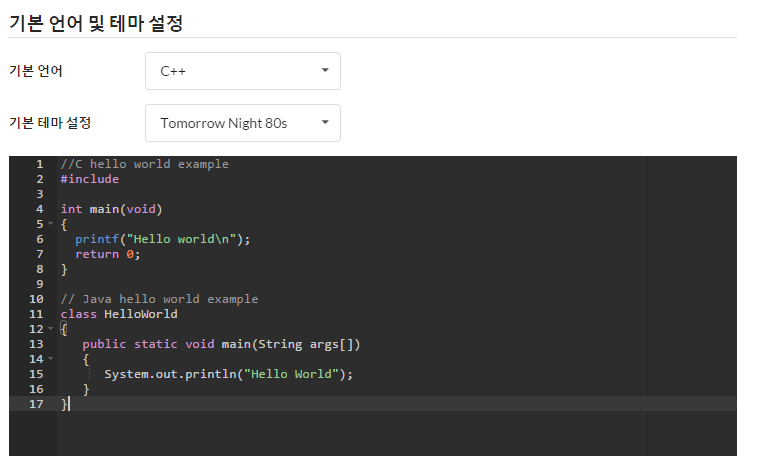 기본 언어 및 테마 설정
기본 언어 C++
기본 테마 설정 Tomorrow Night 80s
1 //C hello world example
2 #include
3
4 int main(void)
5 {
6   printf("Hello world\n");
7   return 0;
8 }
9
10 // Java hello world example
11 class HelloWorld
12 {
13    public static void main(String args[])
14    {
15       System.out.println("Hello World");
16    }
17 }